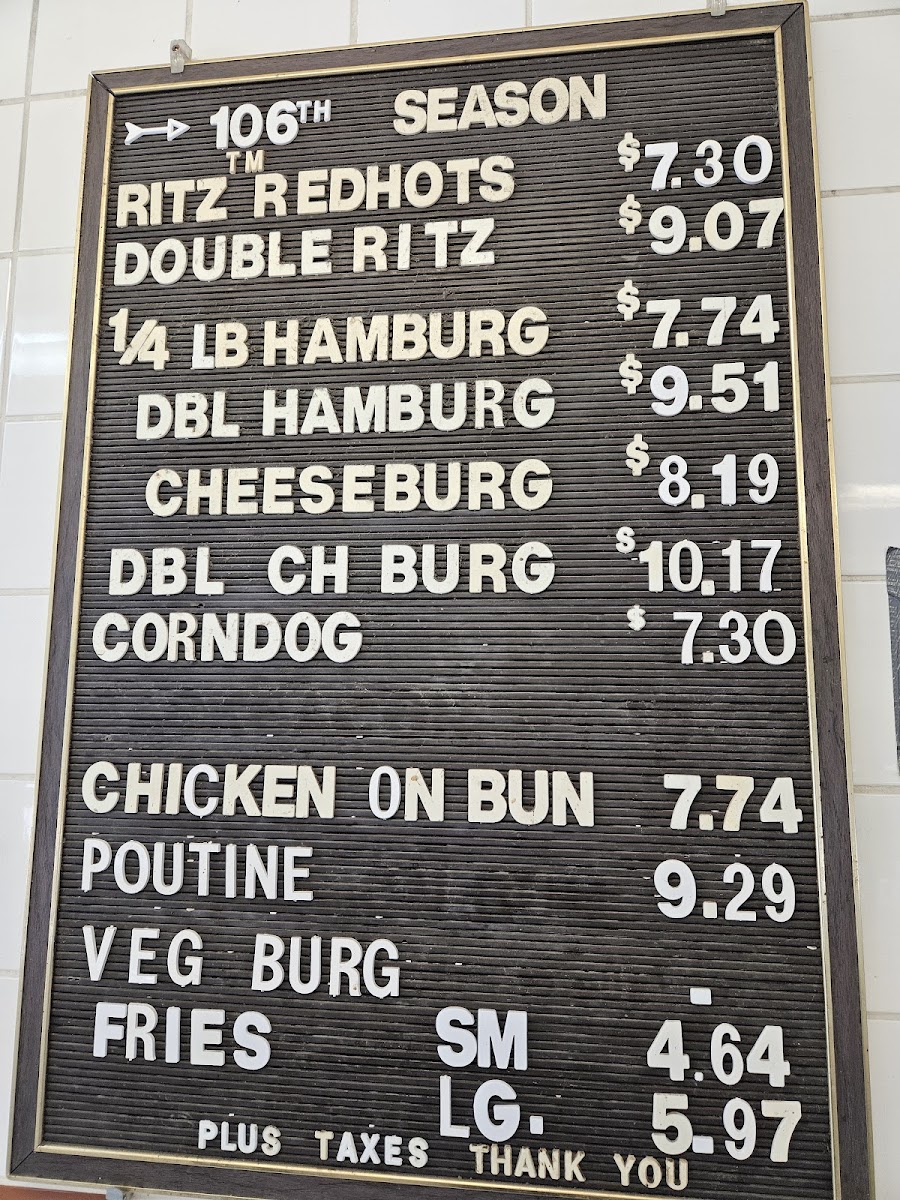 106TH SEASON
RITZ™ REDHOTS $7.30
DOUBLE RITZ $9.07
1/4 LB HAMBURG $7.74
DBL HAMBURG $9.51
CHEESEBURG $8.19
DBL CH BURG $10.17
CORNDOG $7.30
CHICKEN ON BUN 7.74
POUTINE 9.29
VEG BURG .
FRIES SM 4.64
LG. 5.97
PLUS TAXES THANK YOU